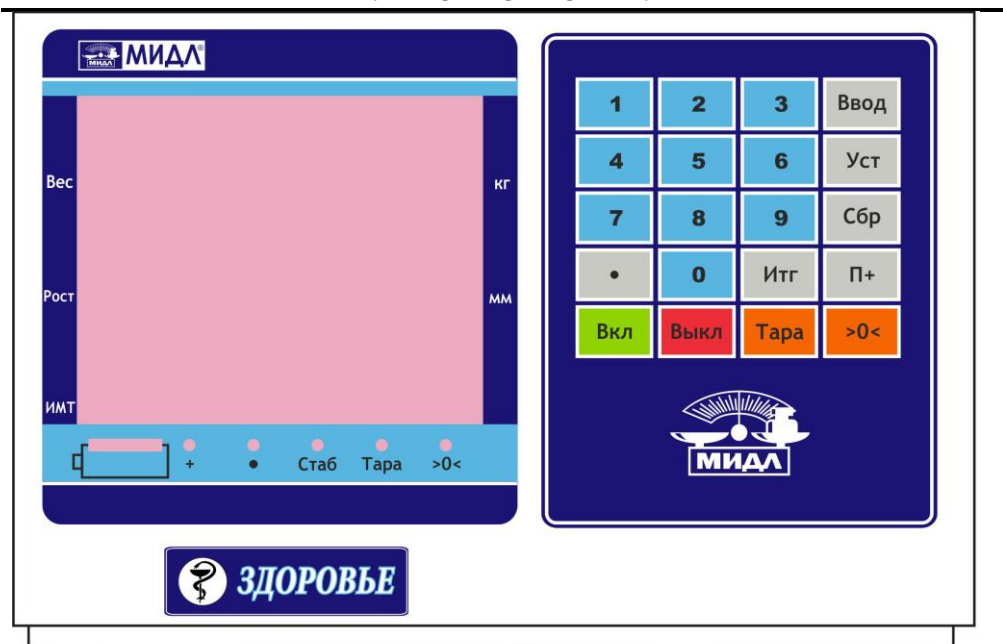 МИДЛ МИДЛ®
Вес кг
Рост мм
ИМТ
+ • Стаб Тара >0<
1 2 3 Ввод
4 5 6 Уст
7 8 9 Сбр
• 0 Итг П+
Вкл Выкл Тара >0<
МИДЛ
ЗДОРОВЬЕ